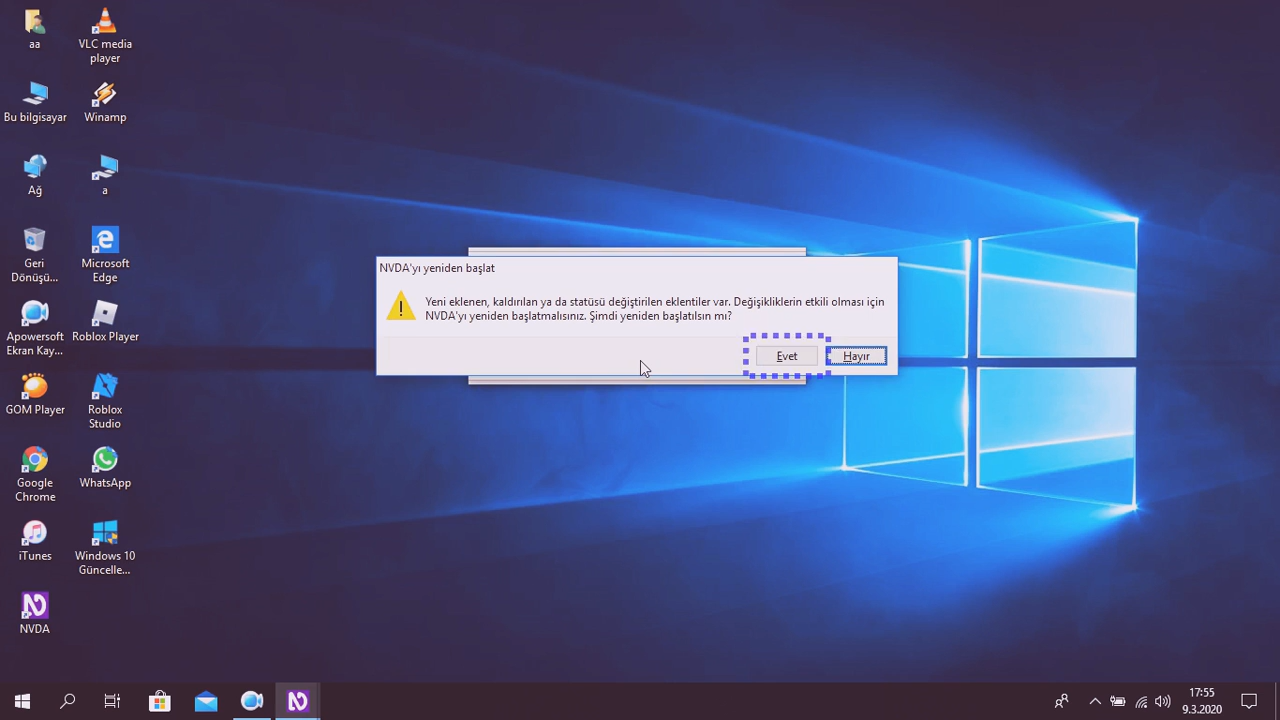 aa
VLC media
player
Bu bilgisayar
Winamp
Ağ
a
Geri
Dönüşü...
Microsoft
Edge
Apowersoft
Ekran Kay...
Roblox Player
GOM Player
Roblox
Studio
Google
Chrome
WhatsApp
iTunes
Windows 10
Güncelle...
NVDA
NVDA'yı yeniden başlat
Yeni eklenen, kaldırılan ya da statüsü değiştirilen eklentiler var. Değişikliklerin etkili olması için
NVDA'yı yeniden başlatmalısınız. Şimdi yeniden başlatılsın mı?
Evet
Hayır
17:55
9.3.2020